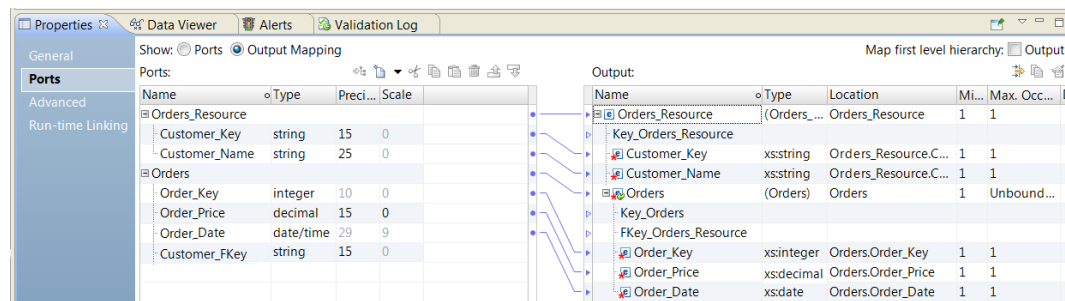 Properties Data Viewer Alerts Validation Log
General
Ports
Advanced
Run-time Linking
Show: Ports Output Mapping Map first level hierarchy: Output
Ports: Output:
Name Type Preci... Scale Name Type Location Mi... Max. Occ...
Orders_Resource Orders_Resource (Orders_... Orders_Resource 1 1
Customer_Key string 15 0 Key_Orders_Resource
Customer_Name string 25 0 Customer_Key xs:string Orders_Resource.C... 1 1
Orders Customer_Name xs:string Orders_Resource.C... 1 1
Order_Key integer 10 0 Orders (Orders) Orders 1 Unbound...
Order_Price decimal 15 0 Key_Orders
Order_Date date/time 29 9 FKey_Orders_Resource
Customer_FKey string 15 0 Order_Key xs:integer Orders.Order_Key 1 1
Order_Price xs:decimal Orders.Order_Price 1 1
Order_Date xs:date Orders.Order_Date 1 1